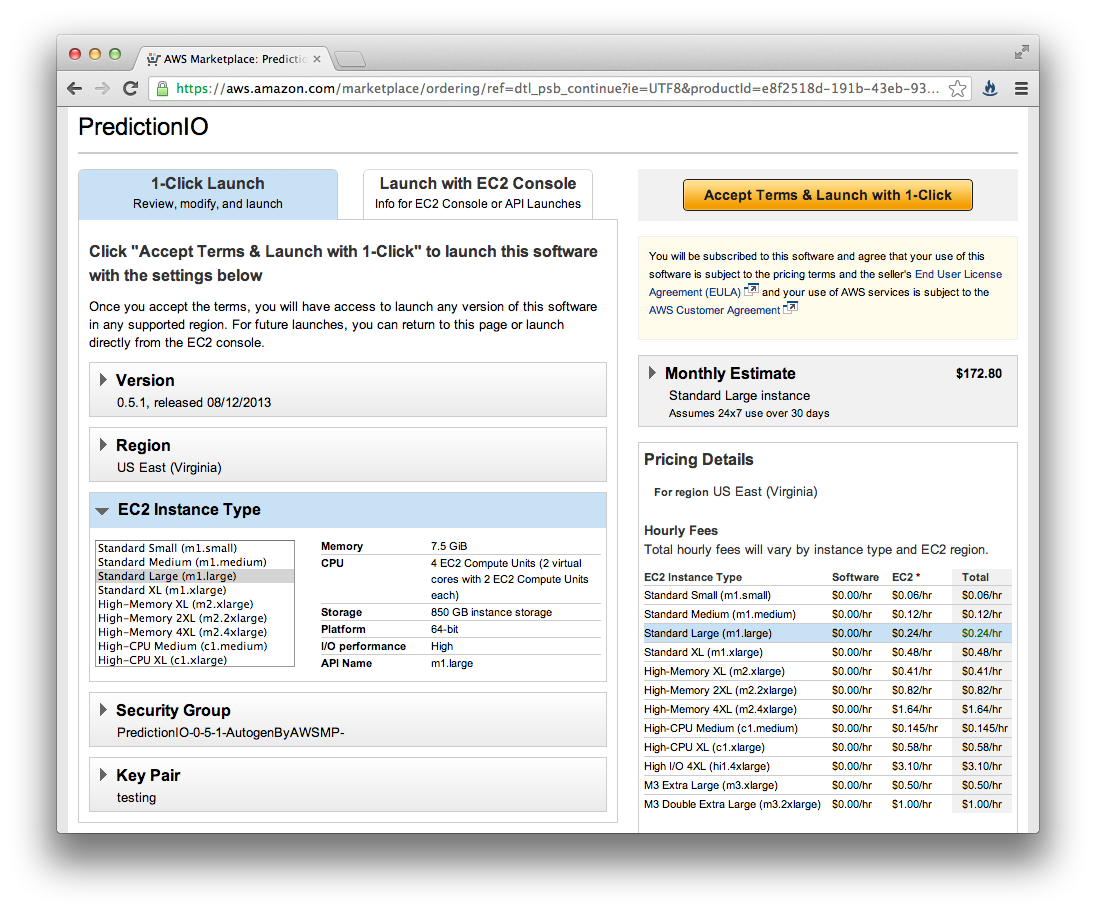 AWS Marketplace: Predictio
https://aws.amazon.com/marketplace/ordering/ref=dtl_psb_continue?ie=UTF8&productId=e8f2518d-191b-43eb-93...
PredictionIO
1-Click Launch
Review, modify, and launch
Launch with EC2 Console
Info for EC2 Console or API Launches
Click "Accept Terms & Launch with 1-Click" to launch this software
with the settings below
Once you accept the terms, you will have access to launch any version of this software
in any supported region. For future launches, you can return to this page or launch
directly from the EC2 console.
Version
0.5.1, released 08/12/2013
Region
US East (Virginia)
EC2 Instance Type
Standard Small (m1.small)
Standard Medium (m1.medium)
Standard Large (m1.large)
Standard XL (m1.xlarge)
High-Memory XL (m2.xlarge)
High-Memory 2XL (m2.2xlarge)
High-Memory 4XL (m2.4xlarge)
High-CPU Medium (c1.medium)
High-CPU XL (c1.xlarge)
Memory 7.5 GiB
CPU 4 EC2 Compute Units (2 virtual
cores with 2 EC2 Compute Units
each)
Storage 850 GB instance storage
Platform 64-bit
I/O performance High
API Name m1.large
Security Group
PredictionIO-0-5-1-AutogenByAWSMP-
Key Pair
testing
Accept Terms & Launch with 1-Click
You will be subscribed to this software and agree that your use of this
software is subject to the pricing terms and the seller's End User License
Agreement (EULA) and your use of AWS services is subject to the
AWS Customer Agreement
Monthly Estimate $172.80
Standard Large instance
Assumes 24x7 use over 30 days
Pricing Details
For region US East (Virginia)
Hourly Fees
Total hourly fees will vary by instance type and EC2 region.
EC2 Instance Type Software EC2 * Total
Standard Small (m1.small) $0.00/hr $0.06/hr $0.06/hr
Standard Medium (m1.medium) $0.00/hr $0.12/hr $0.12/hr
Standard Large (m1.large) $0.00/hr $0.24/hr $0.24/hr
Standard XL (m1.xlarge) $0.00/hr $0.48/hr $0.48/hr
High-Memory XL (m2.xlarge) $0.00/hr $0.41/hr $0.41/hr
High-Memory 2XL (m2.2xlarge) $0.00/hr $0.82/hr $0.82/hr
High-Memory 4XL (m2.4xlarge) $0.00/hr $1.64/hr $1.64/hr
High-CPU Medium (c1.medium) $0.00/hr $0.145/hr $0.145/hr
High-CPU XL (c1.xlarge) $0.00/hr $0.58/hr $0.58/hr
High I/O 4XL (hi1.4xlarge) $0.00/hr $3.10/hr $3.10/hr
M3 Extra Large (m3.xlarge) $0.00/hr $0.50/hr $0.50/hr
M3 Double Extra Large (m3.2xlarge) $0.00/hr $1.00/hr $1.00/hr